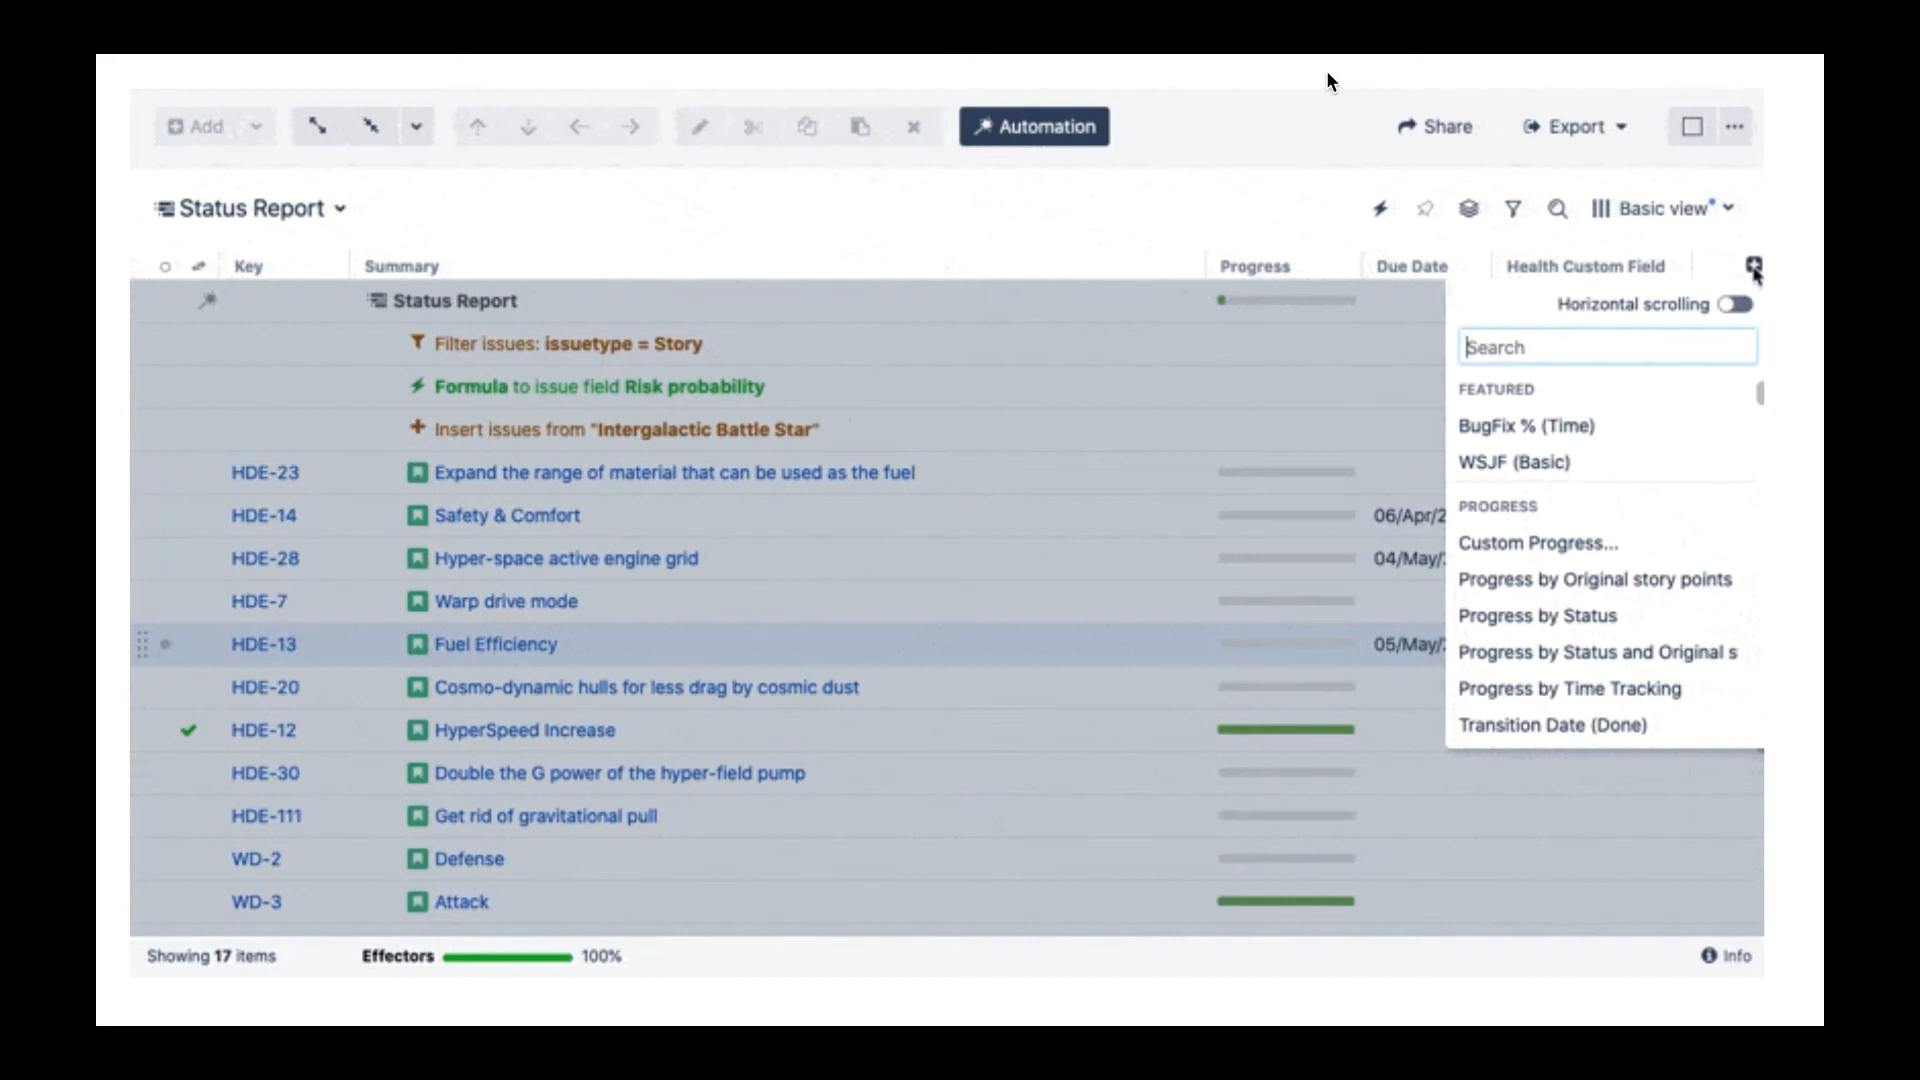 Add
Automation
Share
Export
Status Report
Basic view
Key
Summary
Progress
Due Date
Health Custom Field
Status Report
Filter issues: issuetype = Story
Formula to issue field Risk probability
Insert issues from "Intergalactic Battle Star"
HDE-23 Expand the range of material that can be used as the fuel
HDE-14 Safety & Comfort 06/Apr/2
HDE-28 Hyper-space active engine grid 04/May/
HDE-7 Warp drive mode
HDE-13 Fuel Efficiency 05/May/
HDE-20 Cosmo-dynamic hulls for less drag by cosmic dust
HDE-12 HyperSpeed Increase
HDE-30 Double the G power of the hyper-field pump
HDE-111 Get rid of gravitational pull
WD-2 Defense
WD-3 Attack
Horizontal scrolling
Search
FEATURED
BugFix % (Time)
WSJF (Basic)
PROGRESS
Custom Progress...
Progress by Original story points
Progress by Status
Progress by Status and Original s
Progress by Time Tracking
Transition Date (Done)
Showing 17 items
Effectors 100%
Info